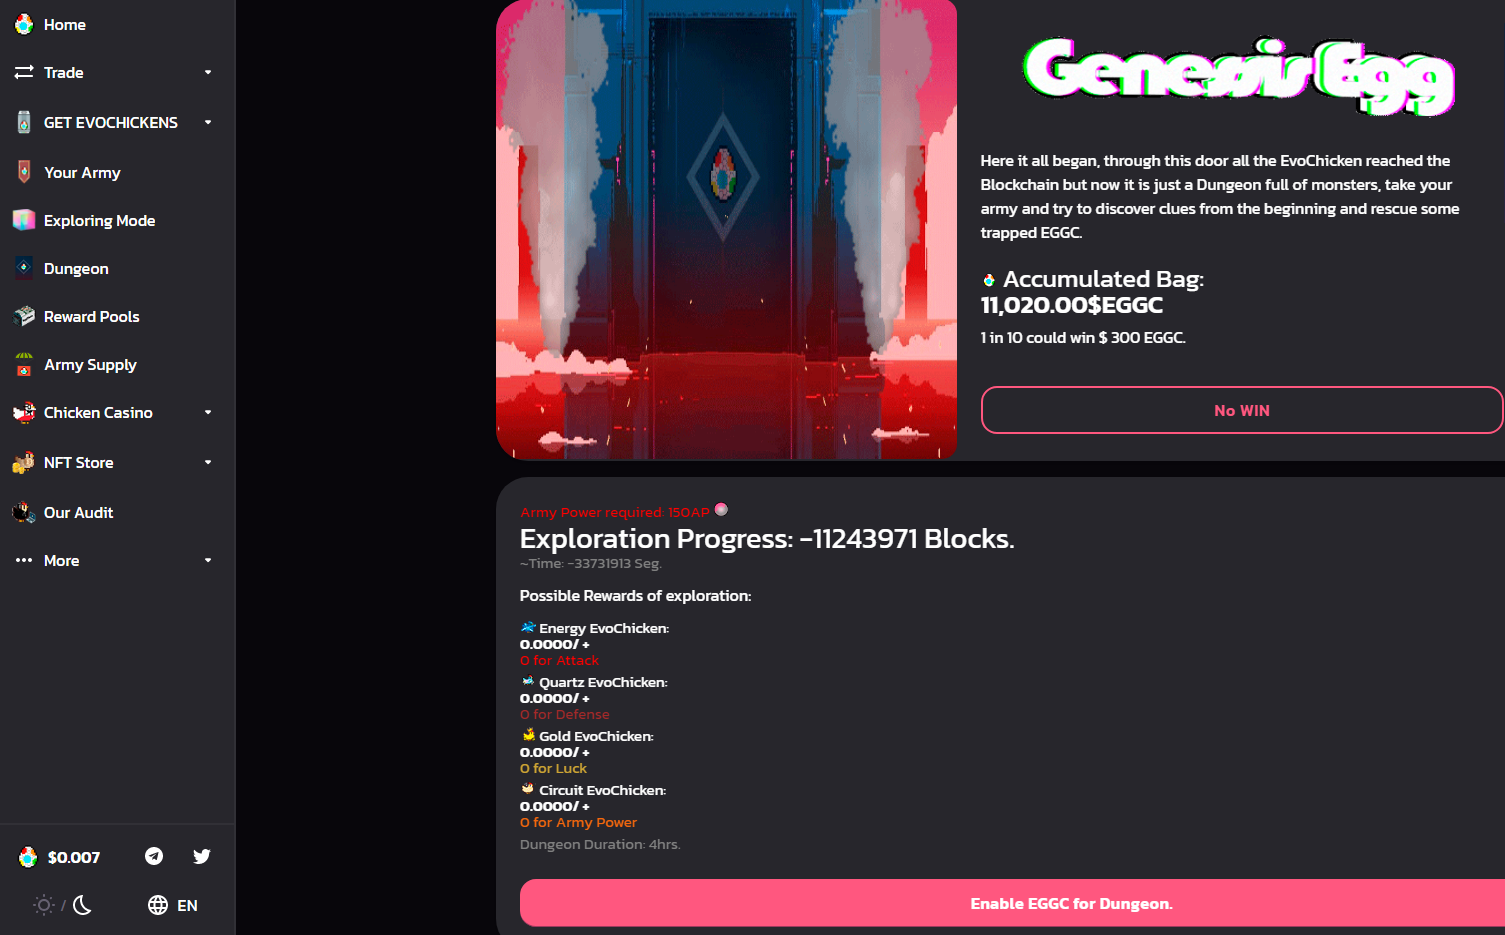 Home
Trade
GET EVOCHICKENS
Your Army
Exploring Mode
Dungeon
Reward Pools
Army Supply
Chicken Casino
NFT Store
Our Audit
More
$0.007
/
EN
Genesis Egg
Here it all began, through this door all the EvoChicken reached the
Blockchain but now it is just a Dungeon full of monsters, take your
army and try to discover clues from the beginning and rescue some
trapped EGGC.
Accumulated Bag:
11,020.00$EGGC
1 in 10 could win $ 300 EGGC.
No WIN
Army Power required: 150AP
Exploration Progress: -11243971 Blocks.
~Time: -33731913 Seg.
Possible Rewards of exploration:
Energy EvoChicken:
0.0000/ +
0 for Attack
Quartz EvoChicken:
0.0000/ +
0 for Defense
Gold EvoChicken:
0.0000/ +
0 for Luck
Circuit EvoChicken:
0.0000/ +
0 for Army Power
Dungeon Duration: 4hrs.
Enable EGGC for Dungeon.